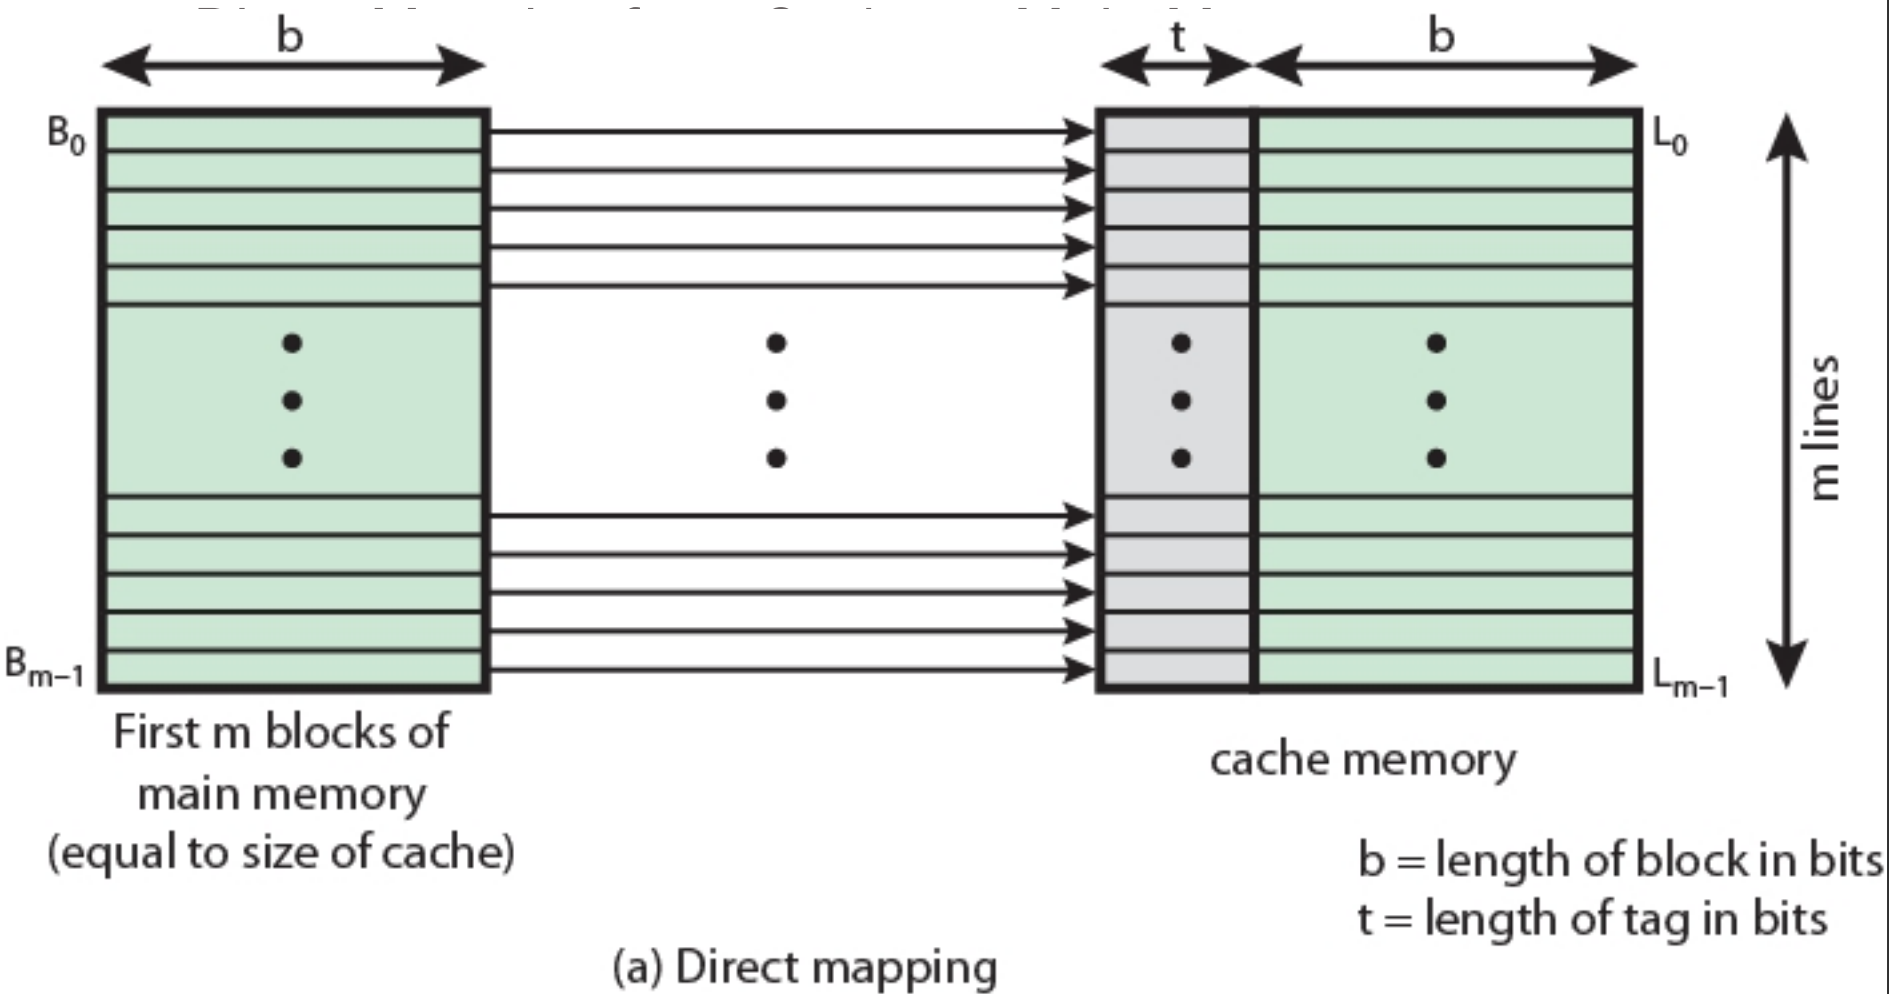 b
t
b
B0
L0
m lines
Bm–1
Lm–1
First m blocks of
main memory
(equal to size of cache)
cache memory
b = length of block in bits
t = length of tag in bits
(a) Direct mapping